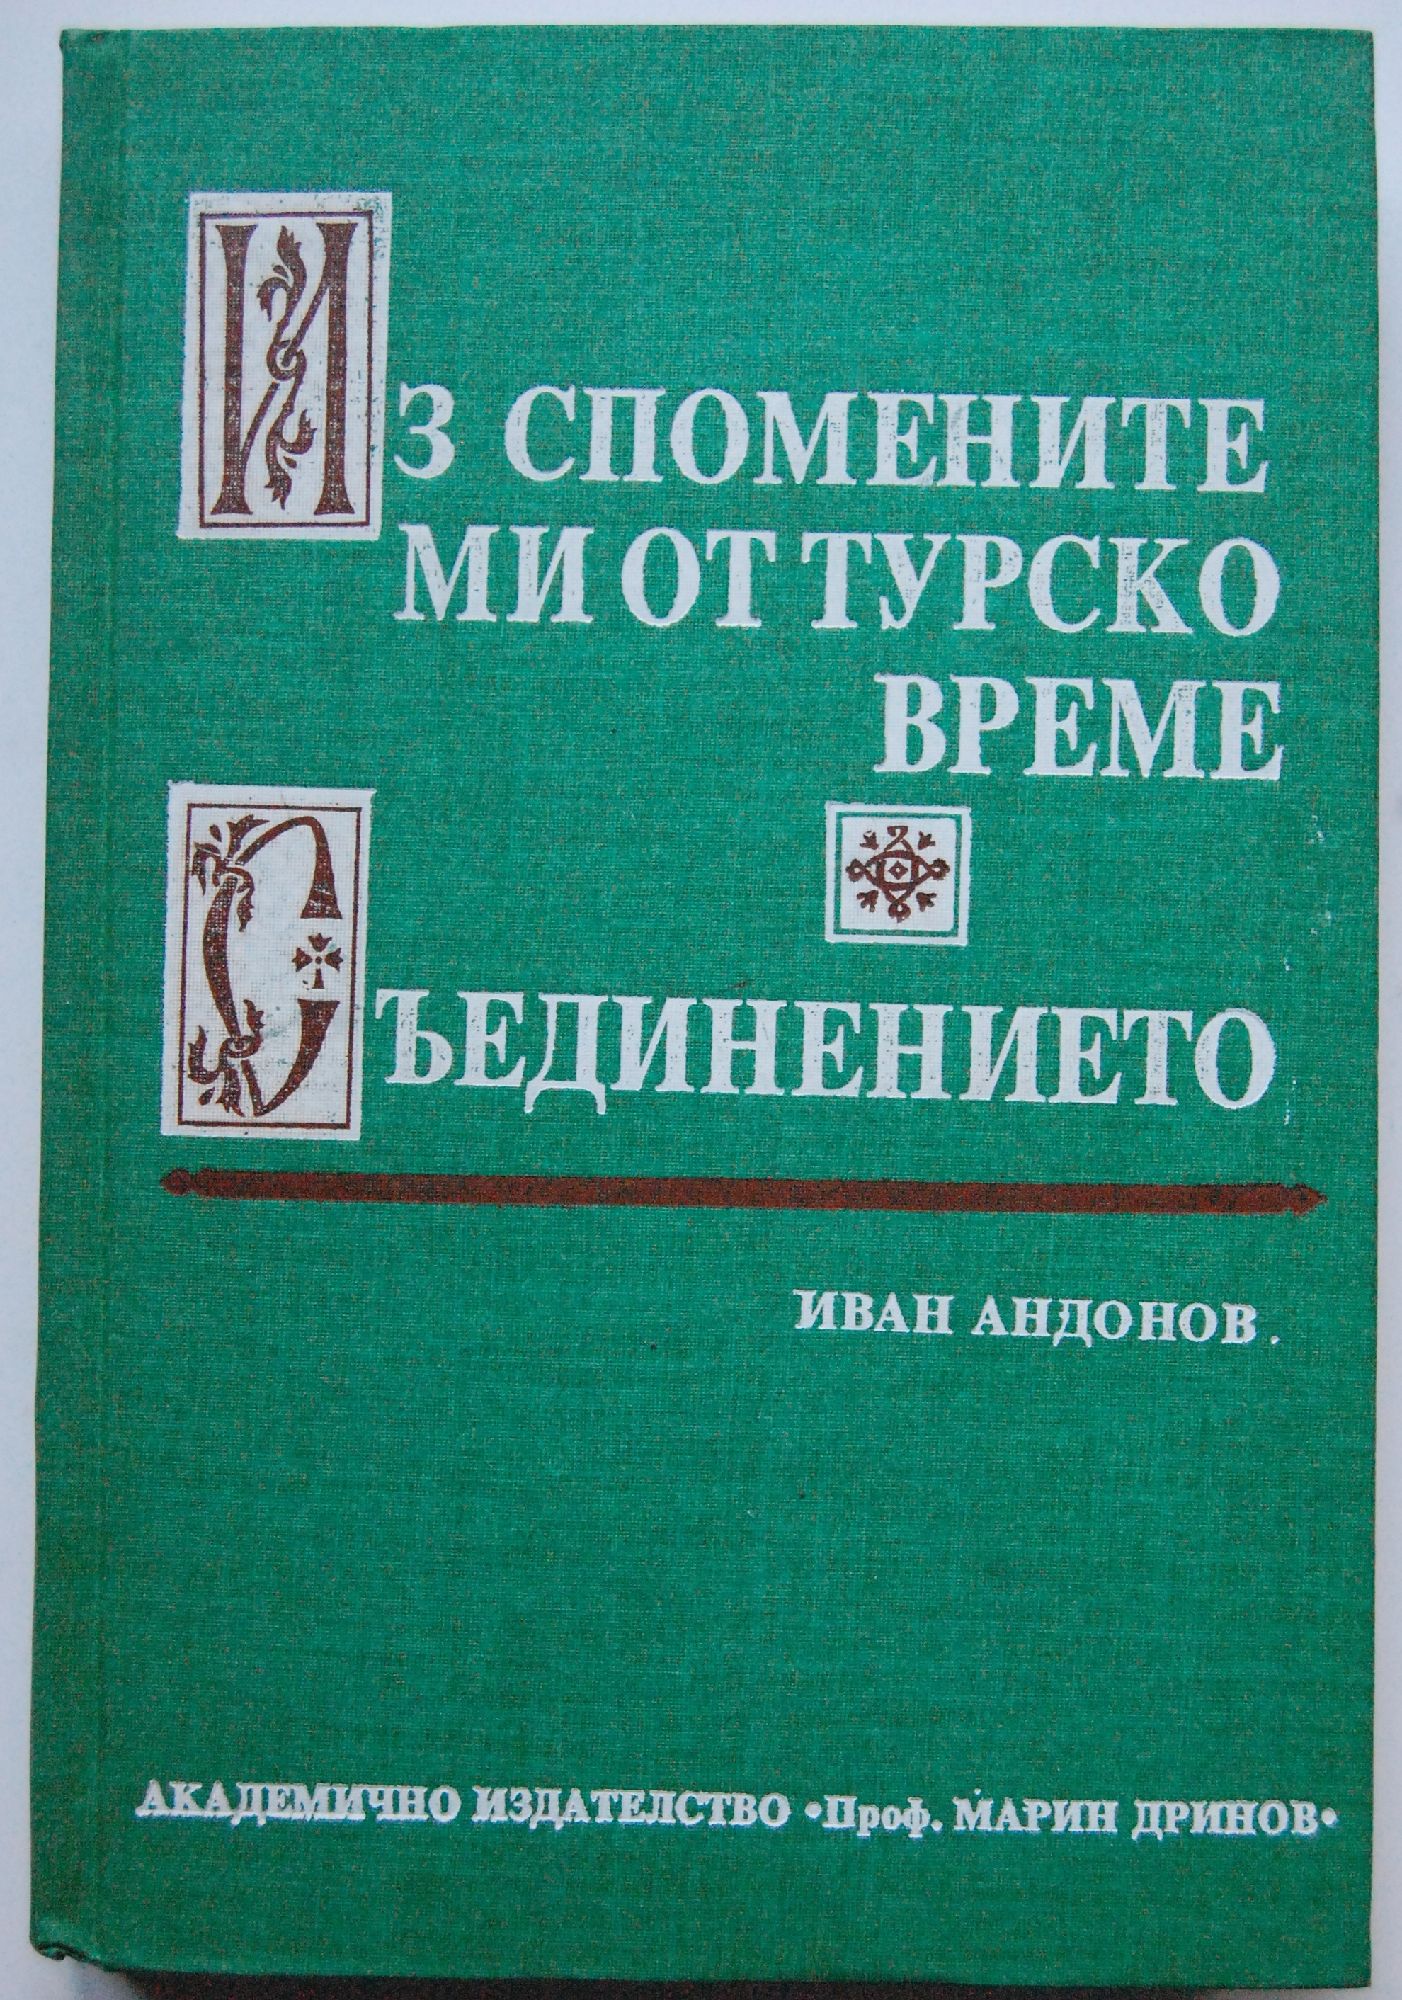 ИЗ СПОМЕНИТЕ
МИ ОТ ТУРСКО
ВРЕМЕ
СЪЕДИНЕНИЕТО
ИВАН АНДОНОВ
АКАДЕМИЧНО ИЗДАТЕЛСТВО •Проф. МАРИН ДРИНОВ•